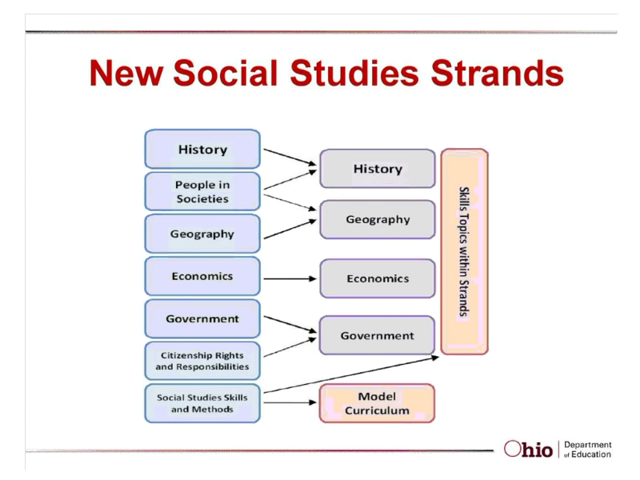 New Social Studies Strands
History
People in
Societies
Geography
Economics
Government
Citizenship Rights
and Responsibilities
Social Studies Skills
and Methods
History
Geography
Economics
Government
Model
Curriculum
Skills Topics within Strands
Ohio
Department
of Education